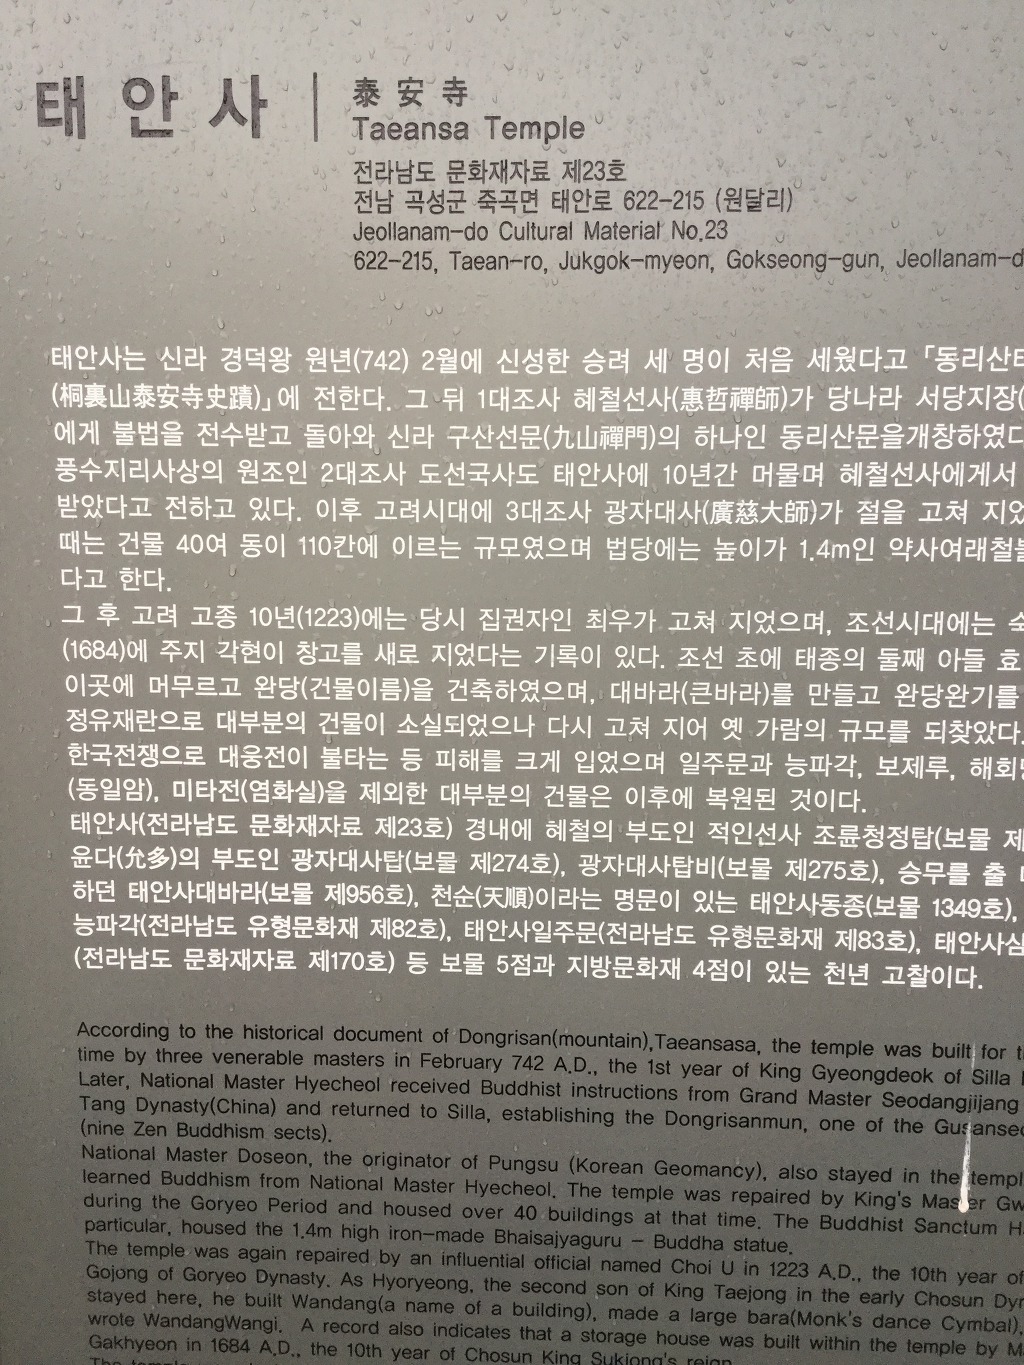 태안사
泰安寺
Taeansa Temple
전라남도 문화재자료 제23호
전남 곡성군 죽곡면 태안로 622-215 (원달리)
Jeollanam-do Cultural Material No.23
622-215, Taean-ro, Jukgok-myeon, Gokseong-gun, Jeollanam-d
태안사는 신라 경덕왕 원년(742) 2월에 신성한 승려 세 명이 처음 세웠다고 「동리산태
(桐裏山泰安寺史蹟)」에 전한다. 그 뒤 1대조사 혜철선사(惠哲禪師)가 당나라 서당지장(
에게 불법을 전수받고 돌아와 신라 구산선문(九山禪門)의 하나인 동리산문을개창하였다
풍수지리사상의 원조인 2대조사 도선국사도 태안사에 10년간 머물며 혜철선사에게서
받았다고 전하고 있다. 이후 고려시대에 3대조사 광자대사(廣慈大師)가 절을 고쳐 지었
때는 건물 40여 동이 110칸에 이르는 규모였으며 법당에는 높이가 1.4m인 약사여래철불
다고 한다.
그 후 고려 고종 10년(1223)에는 당시 집권자인 최우가 고쳐 지었으며, 조선시대에는 숙
(1684)에 주지 각현이 창고를 새로 지었다는 기록이 있다. 조선 초에 태종의 둘째 아들 효
이곳에 머무르고 완당(건물이름)을 건축하였으며, 대바라(큰바라)를 만들고 완당완기를
정유재란으로 대부분의 건물이 소실되었으나 다시 고쳐 지어 옛 가람의 규모를 되찾았다.
한국전쟁으로 대웅전이 불타는 등 피해를 크게 입었으며 일주문과 능파각, 보제루, 해회당
(동일암), 미타전(염화실)을 제외한 대부분의 건물은 이후에 복원된 것이다.
태안사(전라남도 문화재자료 제23호) 경내에 혜철의 부도인 적인선사 조륜청정탑(보물 제
윤다(允多)의 부도인 광자대사탑(보물 제274호), 광자대사탑비(보물 제275호), 승무를 출
하던 태안사대바라(보물 제956호), 천순(天順)이라는 명문이 있는 태안사동종(보물 1349호),
능파각(전라남도 유형문화재 제82호), 태안사일주문(전라남도 유형문화재 제83호), 태안사삼
(전라남도 문화재자료 제170호) 등 보물 5점과 지방문화재 4점이 있는 천년 고찰이다.
According to the historical document of Dongrisan(mountain),Taeansasa, the temple was built for t
time by three venerable masters in February 742 A.D., the 1st year of King Gyeongdeok of Silla
Later, National Master Hyecheol received Buddhist instructions from Grand Master Seodangjijang
Tang Dynasty(China) and returned to Silla, establishing the Dongrisanmun, one of the Gusanseo
(nine Zen Buddhism sects).
National Master Doseon, the originator of Pungsu (Korean Geomancy), also stayed in the templ
learned Buddhism from National Master Hyecheol. The temple was repaired by King's Master Gw
during the Goryeo Period and housed over 40 buildings at that time. The Buddhist Sanctum H
particular, housed the 1.4m high iron-made Bhaisajyaguru - Buddha statue.
The temple was again repaired by an influential official named Choi U in 1223 A.D., the 10th year of
Gojong of Goryeo Dynasty. As Hyoryeong, the second son of King Taejong in the early Chosun Dyn
stayed here, he built Wandang(a name of a building), made a large bara(Monk's dance Cymbal),
wrote WandangWangi. A record also indicates that a storage house was built within the temple by M
Gakhyeon in 1684 A.D., the 10th year of Chosun King Sukjong's reign.